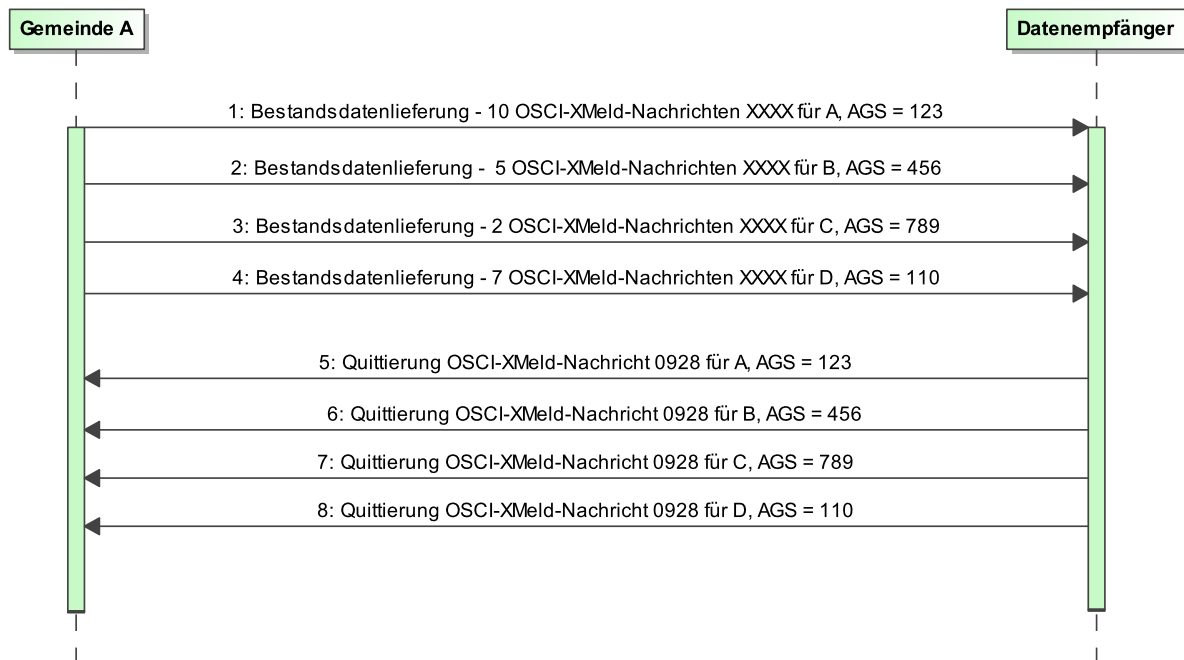 Gemeinde A
Datenempfänger
1: Bestandsdatenlieferung - 10 OSCI-XMeld-Nachrichten XXXX für A, AGS = 123
2: Bestandsdatenlieferung -  5 OSCI-XMeld-Nachrichten XXXX für B, AGS = 456
3: Bestandsdatenlieferung - 2 OSCI-XMeld-Nachrichten XXXX für C, AGS = 789
4: Bestandsdatenlieferung - 7 OSCI-XMeld-Nachrichten XXXX für D, AGS = 110
5: Quittierung OSCI-XMeld-Nachricht 0928 für A, AGS = 123
6: Quittierung OSCI-XMeld-Nachricht 0928 für B, AGS = 456
7: Quittierung OSCI-XMeld-Nachricht 0928 für C, AGS = 789
8: Quittierung OSCI-XMeld-Nachricht 0928 für D, AGS = 110